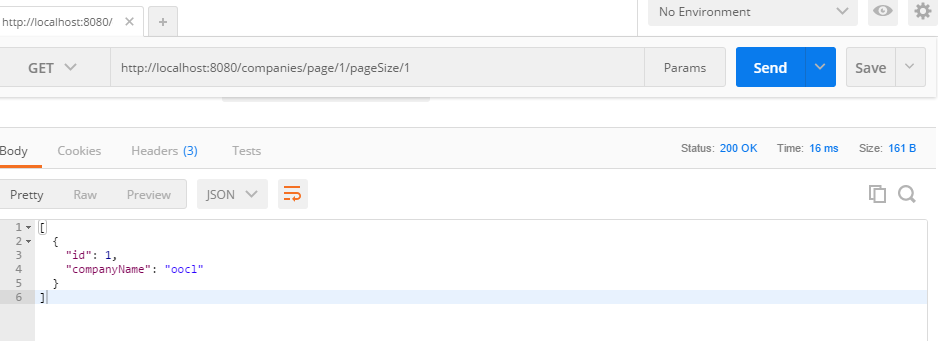 http://localhost:8080/
No Environment
GET http://localhost:8080/companies/page/1/pageSize/1 Params Send Save
Body Cookies Headers (3) Tests Status: 200 OK Time: 16 ms Size: 161 B
Pretty Raw Preview JSON
1 [
2 {
3 "id": 1,
4 "companyName": "oocl"
5 }
6 ]